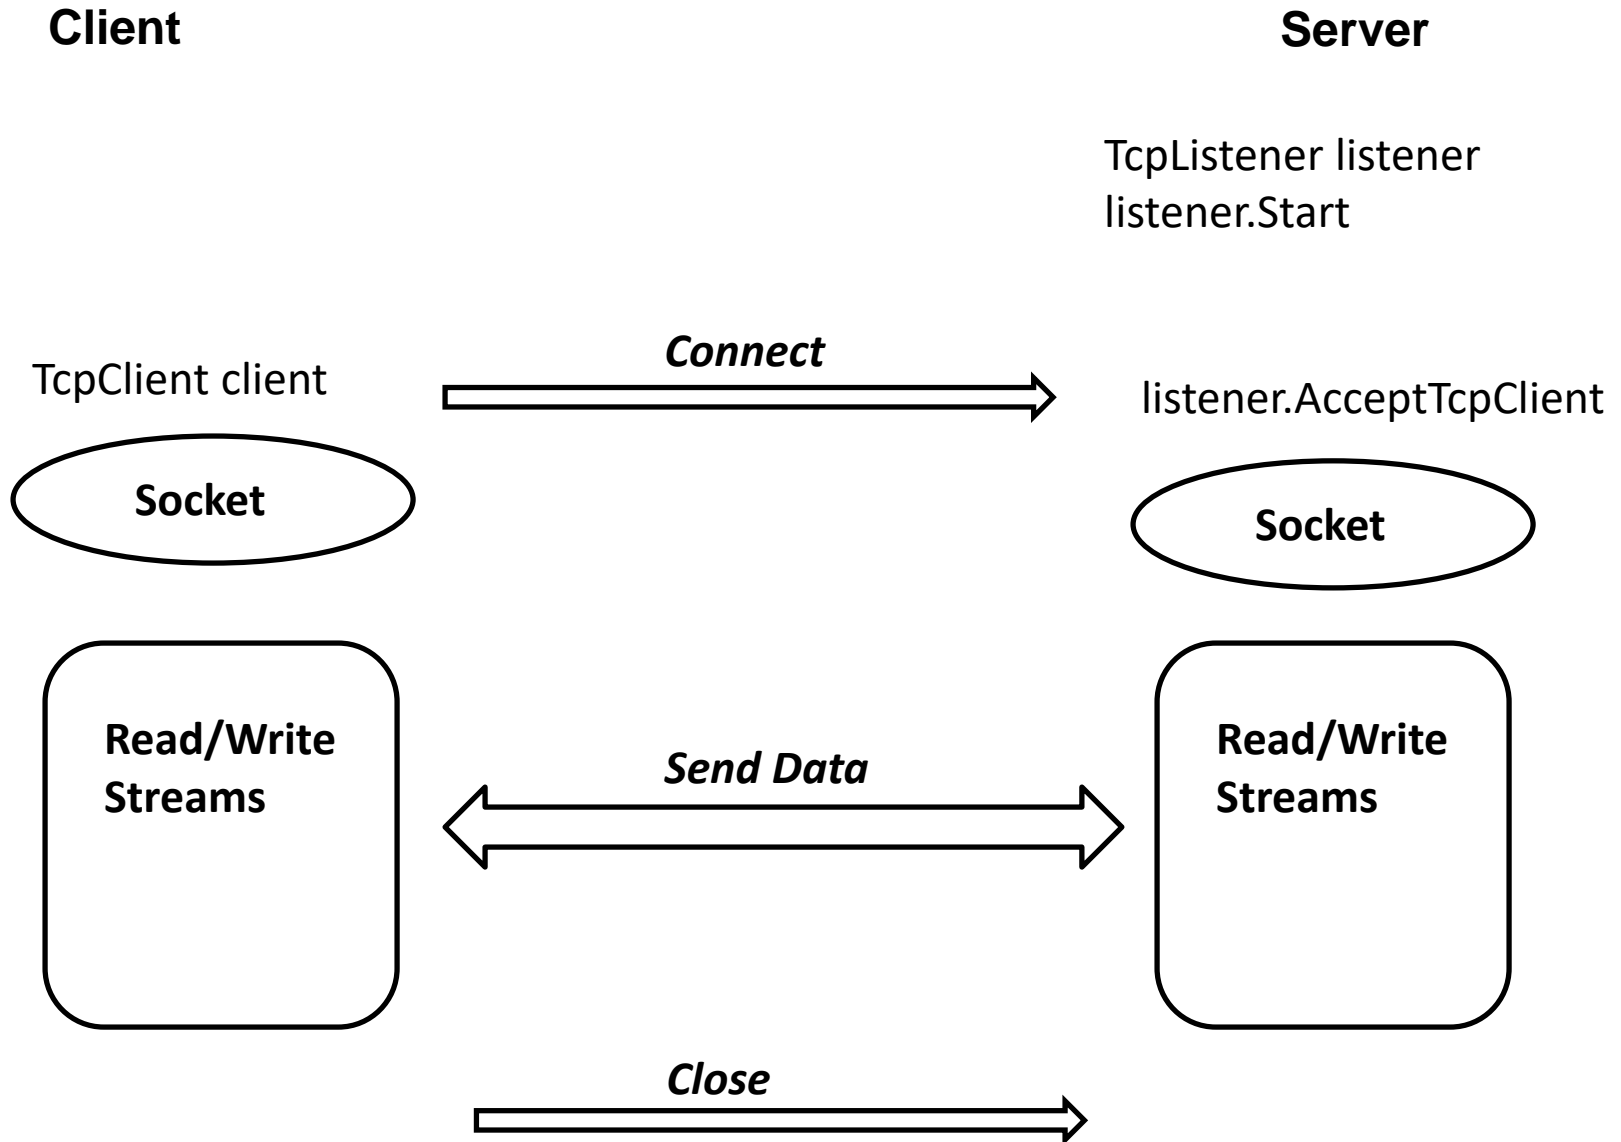 Client
Server
TcpListener listener
listener.Start
Connect
TcpClient client
listener.AcceptTcpClient
Socket
Socket
Read/Write
Streams
Send Data
Read/Write
Streams
Close